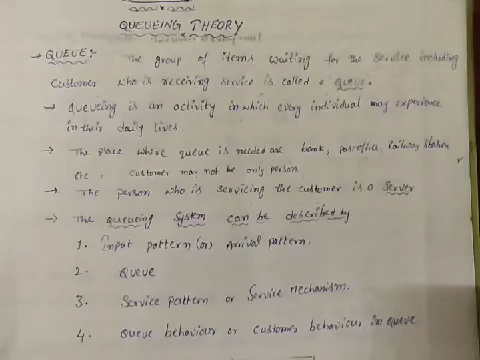 QUEUEING THEORY
→ QUEUE:- The group of items waiting for the service including
customer who is receiving service is called a queue.
→ Queueing is an activity in which every individual may experience
in their daily lives
→ The place where queue is needed are bank, postoffice, Railway station
etc. customer may not be only person.
→ The person who is servicing the customer is a Server
→ The queueing System can be described by
1. Input pattern (or) Arrival pattern.
2. Queue
3. Service pattern or Service Mechanism.
4. Queue behaviour or customer behaviour in queue